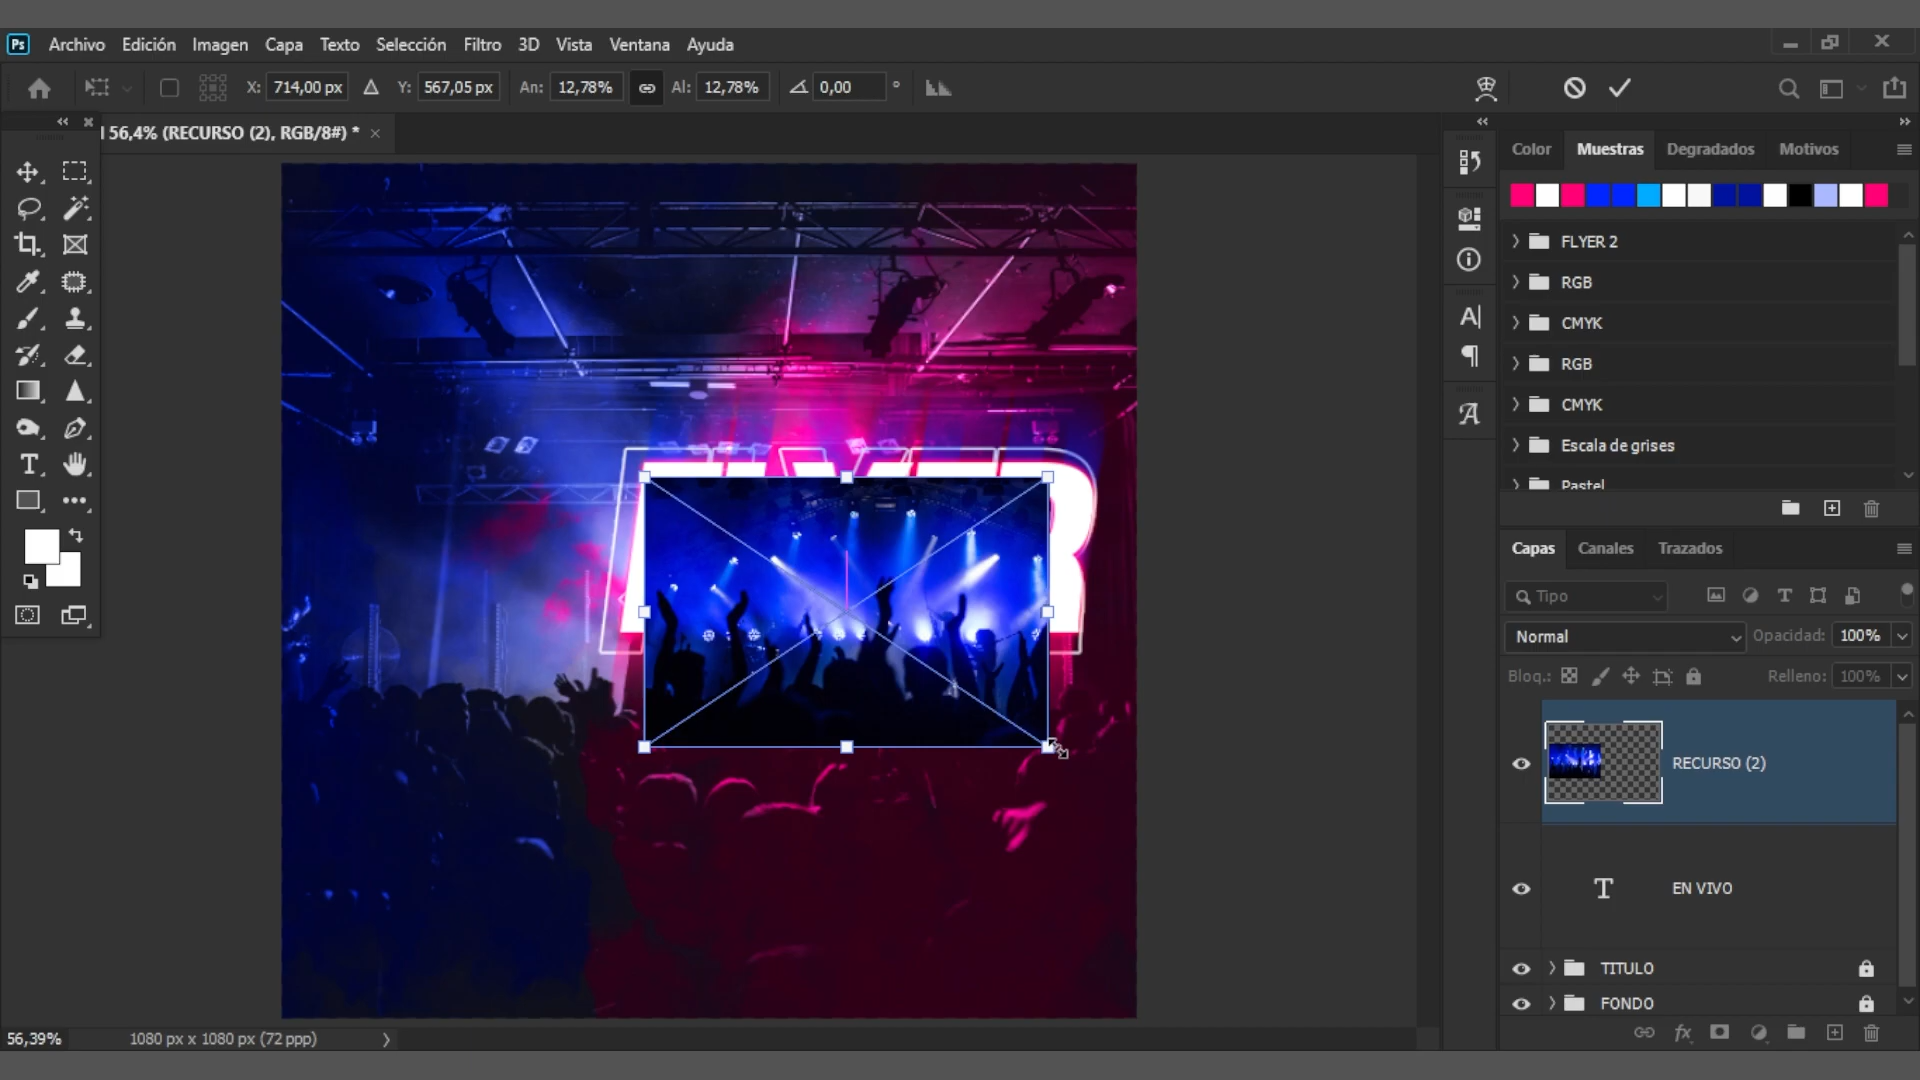 Ps Archivo Edición Imagen Capa Texto Selección Filtro 3D Vista Ventana Ayuda
X: 714,00 px Y: 567,05 px An: 12,78% Al: 12,78% 0,00 °
56,4% (RECURSO (2), RGB/8#) * ×
Color Muestras Degradados Motivos
FLYER 2
RGB
CMYK
RGB
CMYK
Escala de grises
Pastel
Capas Canales Trazados
Tipo
Normal Opacidad: 100%
Bloq.: Relleno: 100%
RECURSO (2)
EN VIVO
TITULO
FONDO
56,39% 1080 px x 1080 px (72 ppp)